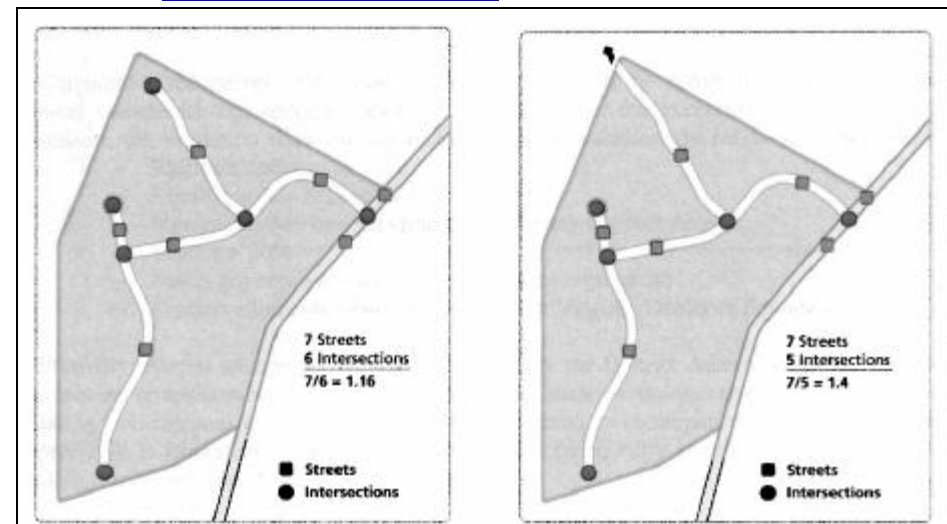 7 Streets
6 Intersections
7/6 = 1.16
Streets
Intersections
7 Streets
5 Intersections
7/5 = 1.4
Streets
Intersections